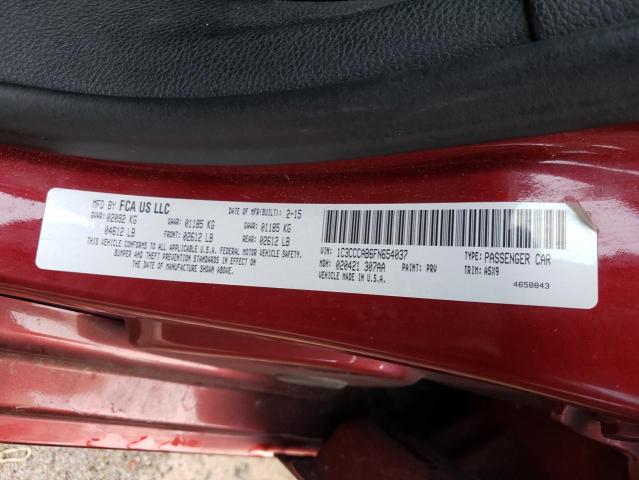 MFD BY FCA US LLC
DATE OF MFR(BUILT): 2-15
GVWR: 02092 KG
GAWR: 01185 KG
01185 KG
04612 LB
FRONT: 02612 LB
REAR: 02612 LB
THIS VEHICLE CONFORMS TO ALL APPLICABLE U.S.A. FEDERAL MOTOR VEHICLE SAFETY,
BUMPER AND THEFT PREVENTION STANDARDS IN EFFECT ON THE
DATE OF MANUFACTURE SHOWN ABOVE.
VIN: 1C3CCCAB6FN654037
TYPE: PASSENGER CAR
MDH: 020421 307AA
PAINT: PRV
TRIM: A5X9
VEHICLE MADE IN U.S.A.
4658843